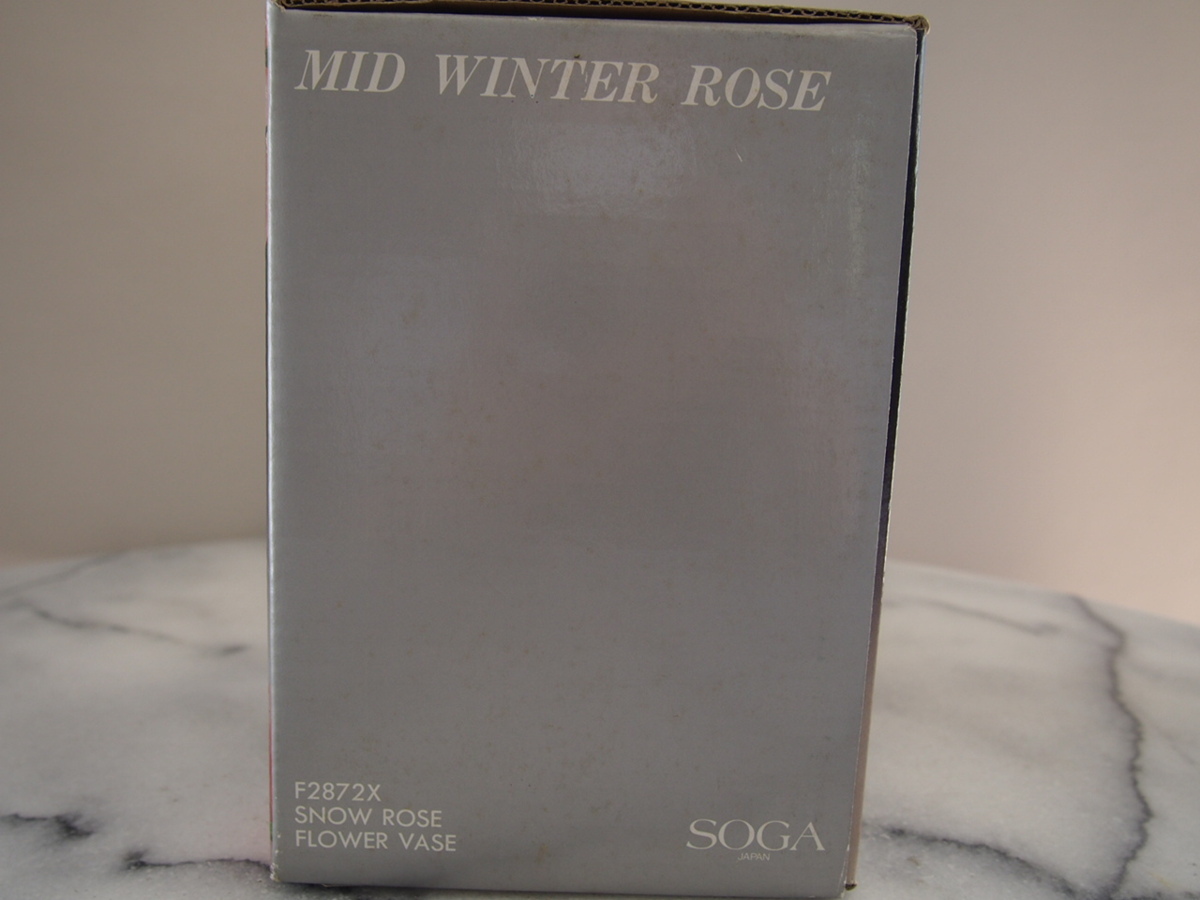 MID WINTER ROSE
F2872X
SNOW ROSE
FLOWER VASE
SOGA
JAPAN